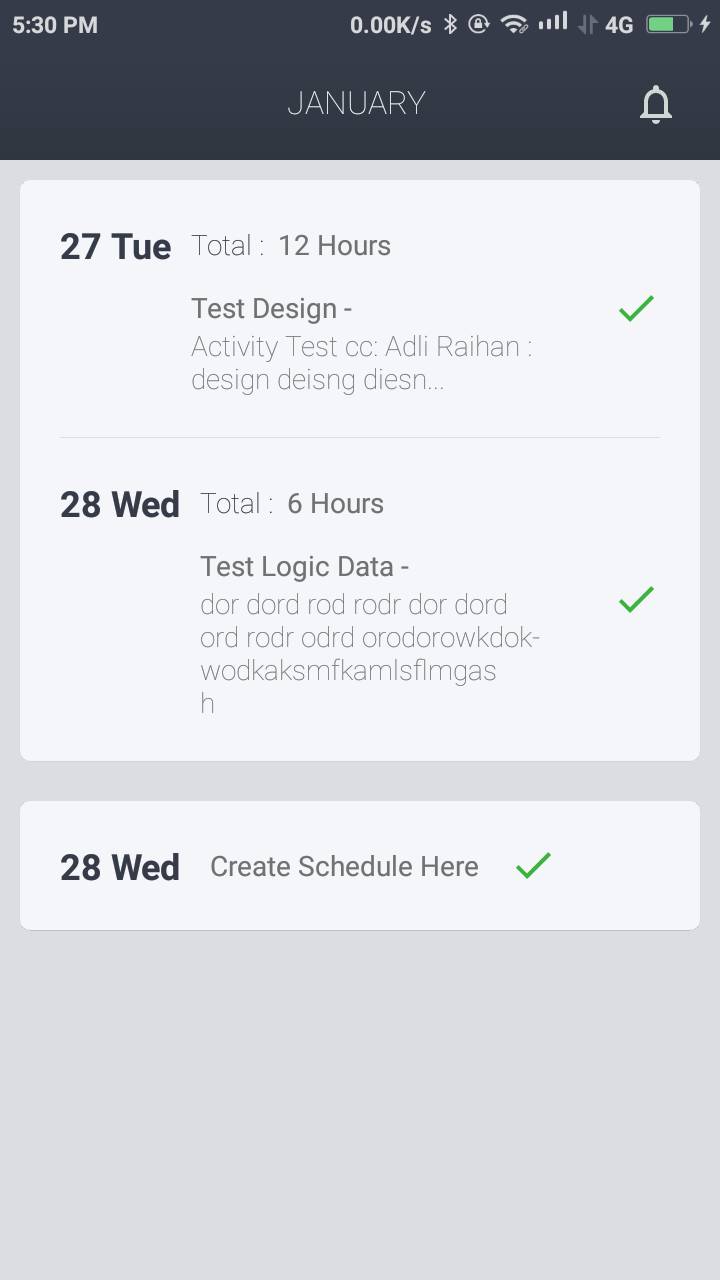 5:30 PM 0.00K/s 4G
JANUARY
27 Tue Total : 12 Hours
Test Design -
Activity Test cc: Adli Raihan :
design deisng diesn...
28 Wed Total : 6 Hours
Test Logic Data -
dor dord rod rodr dor dord
ord rodr odrd orodorowkdok-
wodkaksmfkamlsflmgas
h
28 Wed Create Schedule Here